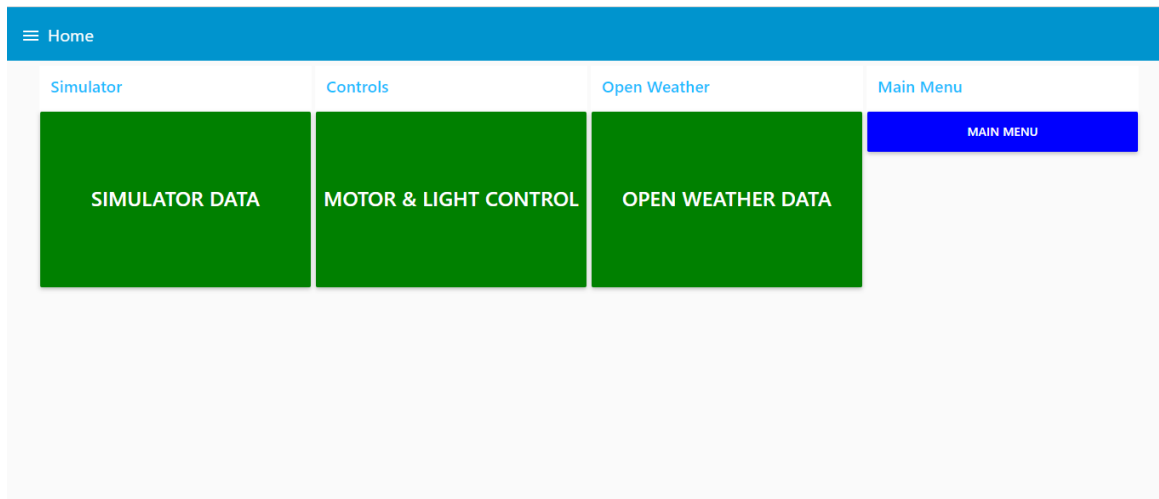 Home
Simulator
Controls
Open Weather
Main Menu
SIMULATOR DATA
MOTOR & LIGHT CONTROL
OPEN WEATHER DATA
MAIN MENU